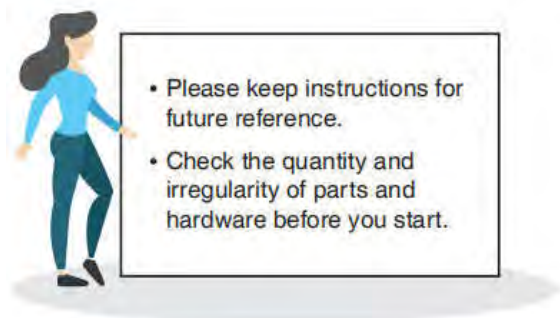 • Please keep instructions for
future reference.
• Check the quantity and
irregularity of parts and
hardware before you start.